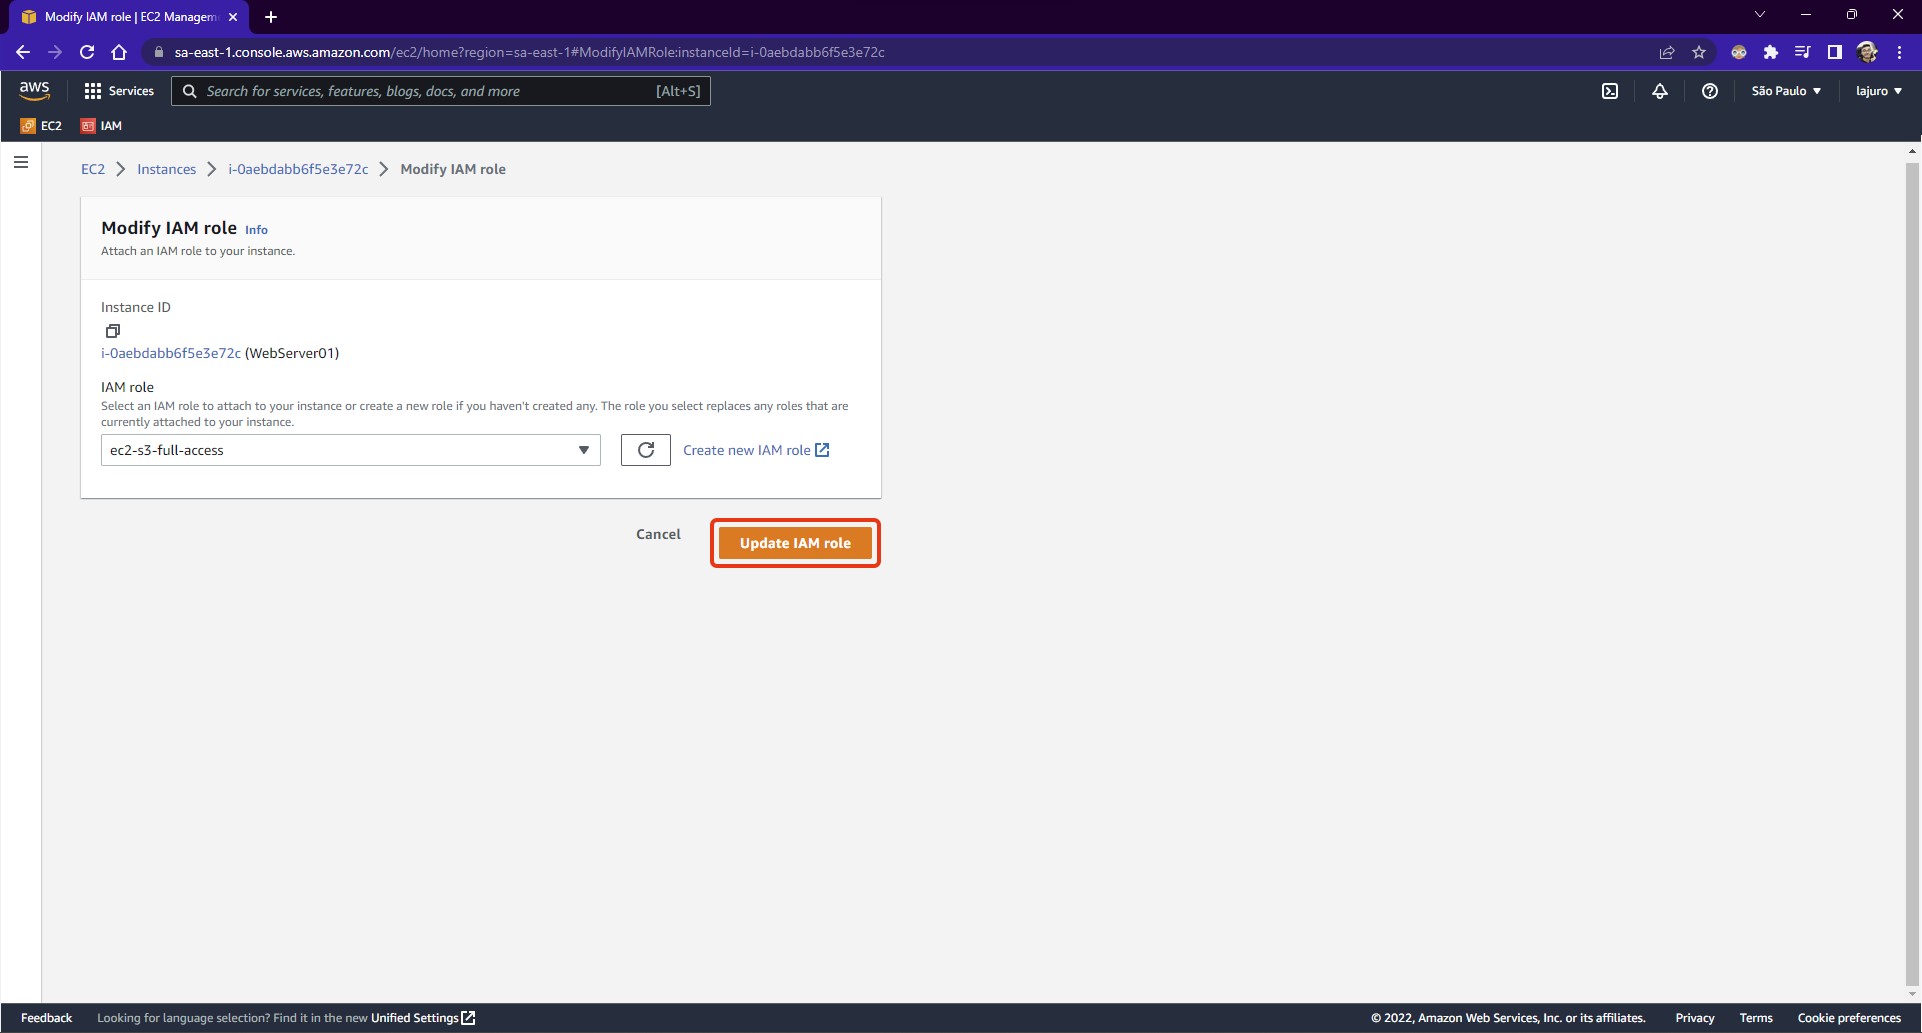 Modify IAM role | EC2 Managem
sa-east-1.console.aws.amazon.com/ec2/home?region=sa-east-1#ModifyIAMRole:instanceId=i-0aebdabb6f5e3e72c
aws
Services
Search for services, features, blogs, docs, and more
[Alt+S]
São Paulo
lajuro
EC2
IAM
EC2
Instances
i-0aebdabb6f5e3e72c
Modify IAM role
Modify IAM role Info
Attach an IAM role to your instance.
Instance ID
i-0aebdabb6f5e3e72c (WebServer01)
IAM role
Select an IAM role to attach to your instance or create a new role if you haven't created any. The role you select replaces any roles that are
currently attached to your instance.
ec2-s3-full-access
Create new IAM role
Cancel
Update IAM role
Feedback
Looking for language selection? Find it in the new Unified Settings
© 2022, Amazon Web Services, Inc. or its affiliates.
Privacy
Terms
Cookie preferences